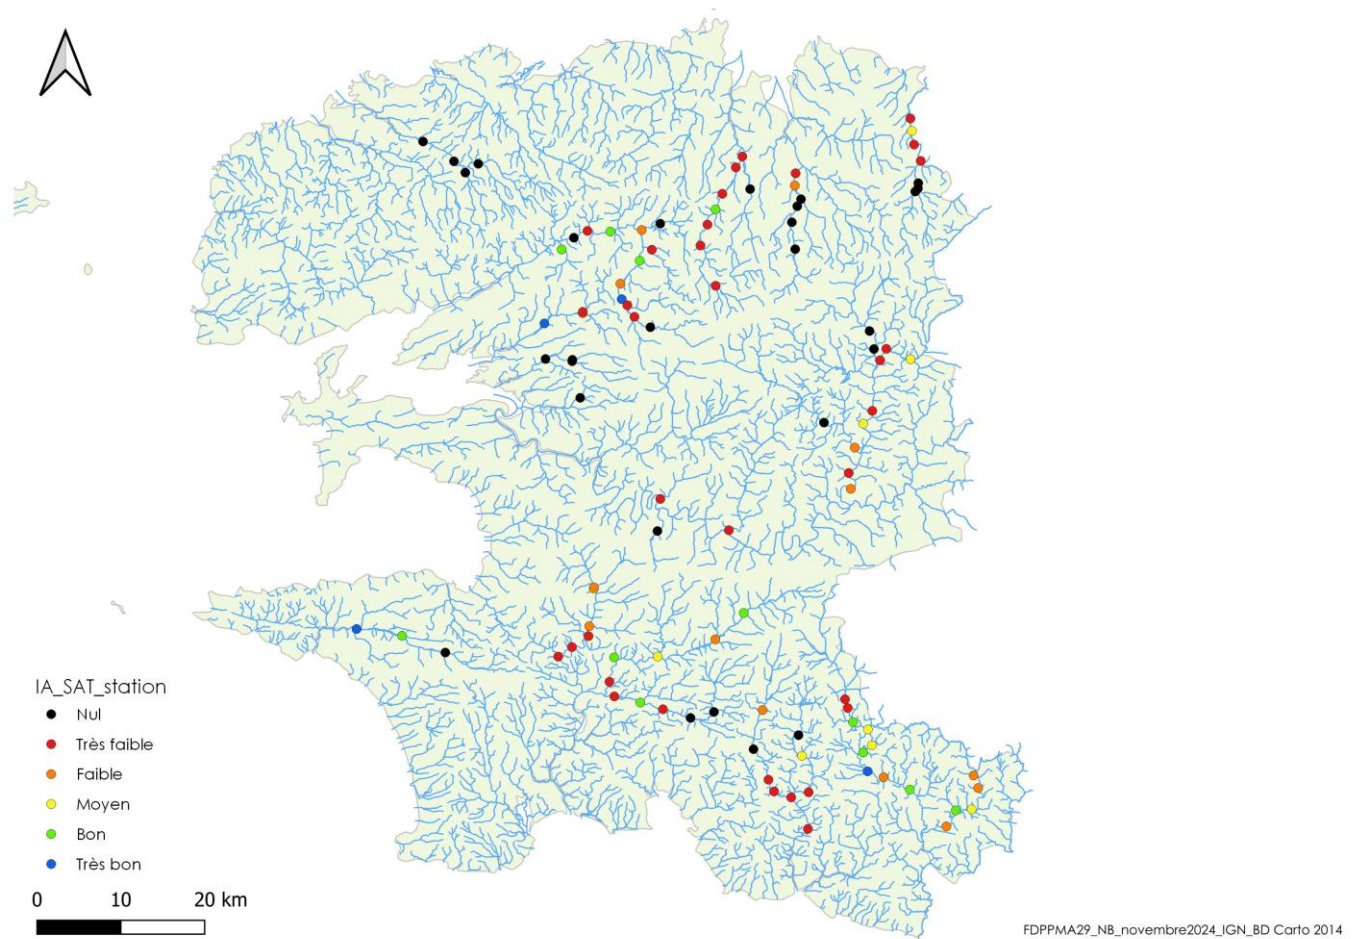 IA_SAT_station
Nul
Très faible
Faible
Moyen
Bon
Très bon
0 10 20 km
FDPPMA29_NB_novembre2024_IGN_BD Carto 2014